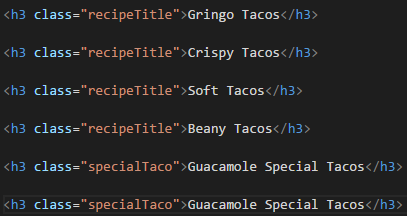 <h3 class="recipeTitle">Gringo Tacos</h3>
<h3 class="recipeTitle">Crispy Tacos</h3>
<h3 class="recipeTitle">Soft Tacos</h3>
<h3 class="recipeTitle">Beany Tacos</h3>
<h3 class="specialTaco">Guacamole Special Tacos</h3>
<h3 class="specialTaco">Guacamole Special Tacos</h3>